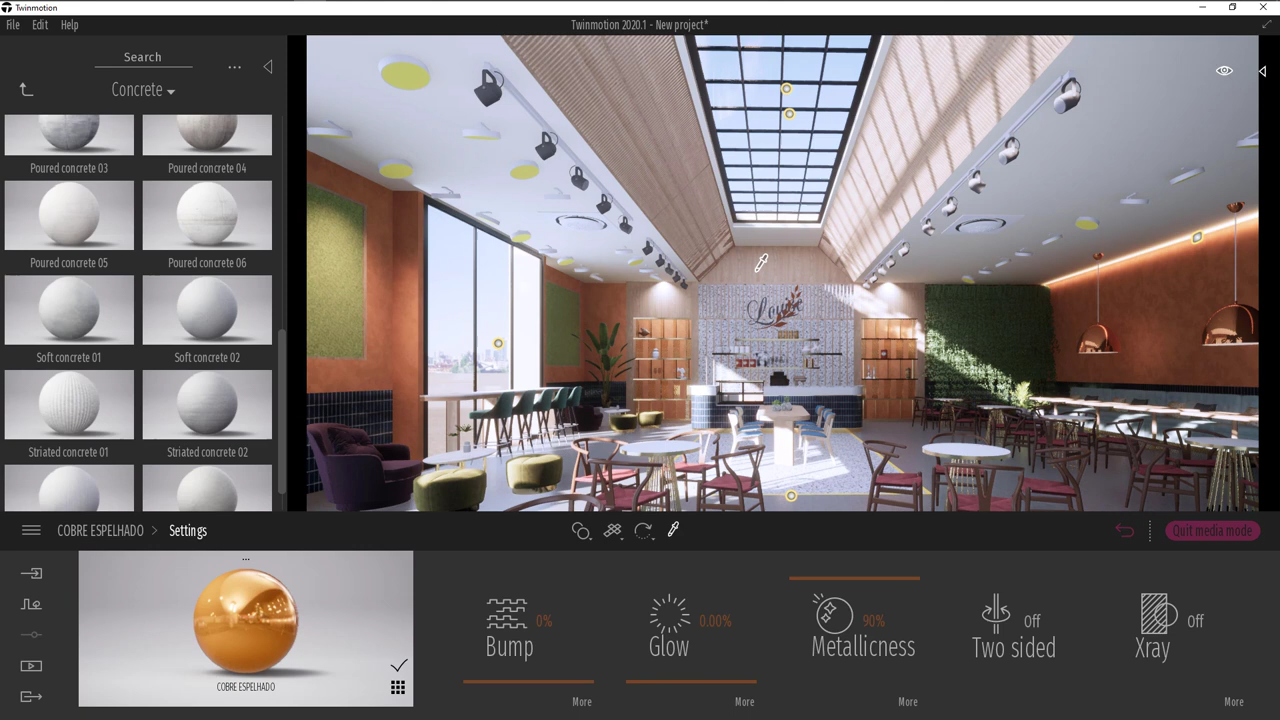 Twinmotion
File Edit Help
Twinmotion 2020.1 - New project*
Search
...
Concrete
Poured concrete 03
Poured concrete 04
Poured concrete 05
Poured concrete 06
Soft concrete 01
Soft concrete 02
Striated concrete 01
Striated concrete 02
Louise
COBRE ESPELHADO > Settings
Quit media mode
...
COBRE ESPELHADO
Bump 0%
More
Glow 0.00%
More
Metallicness 90%
More
Two sided Off
Xray Off
More